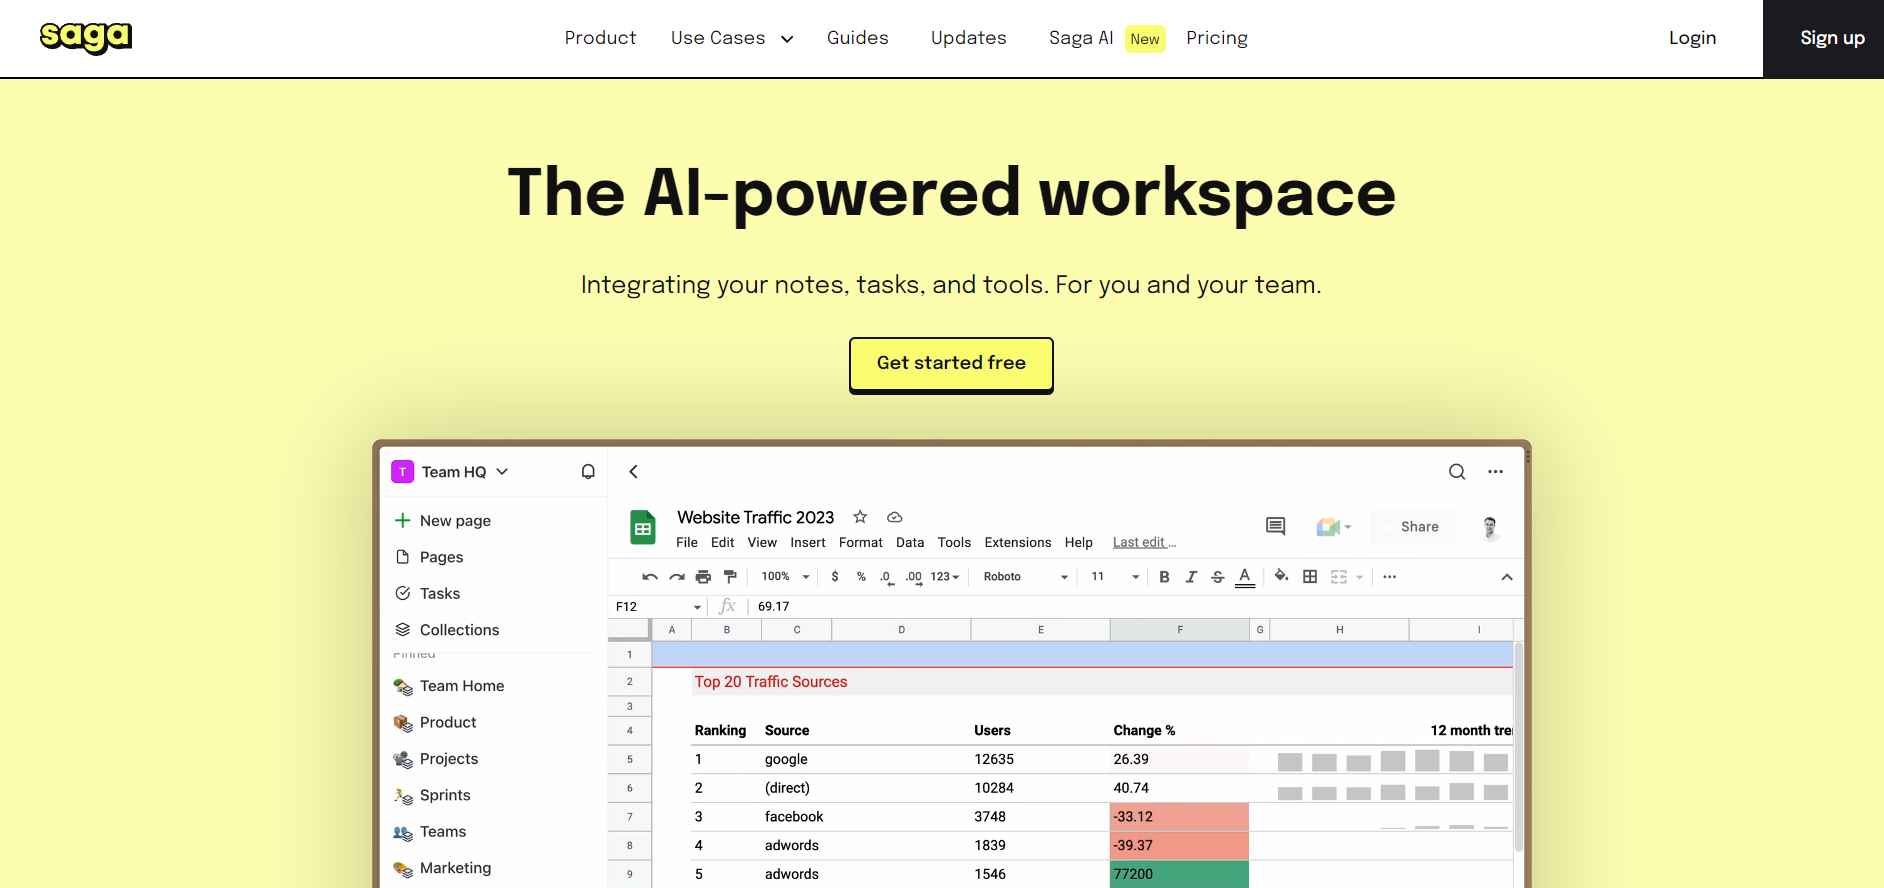 saga
Product Use Cases Guides Updates Saga AI New Pricing
Login Sign up
The AI-powered workspace
Integrating your notes, tasks, and tools. For you and your team.
Get started free
T Team HQ
New page
Pages
Tasks
Collections
Pinned
Team Home
Product
Projects
Sprints
Teams
Marketing
Website Traffic 2023
File Edit View Insert Format Data Tools Extensions Help Last edit ...
Share
100% $ % .0 .00 123 Roboto 11 B I S A
F12 fx 69.17
A B C D E F G H I
1
2 Top 20 Traffic Sources
3
4 Ranking Source Users Change % 12 month
5 1 google 12635 26.39
6 2 (direct) 10284 40.74
7 3 facebook 3748 -33.12
8 4 adwords 1839 -39.37
9 5 adwords 1546 77200